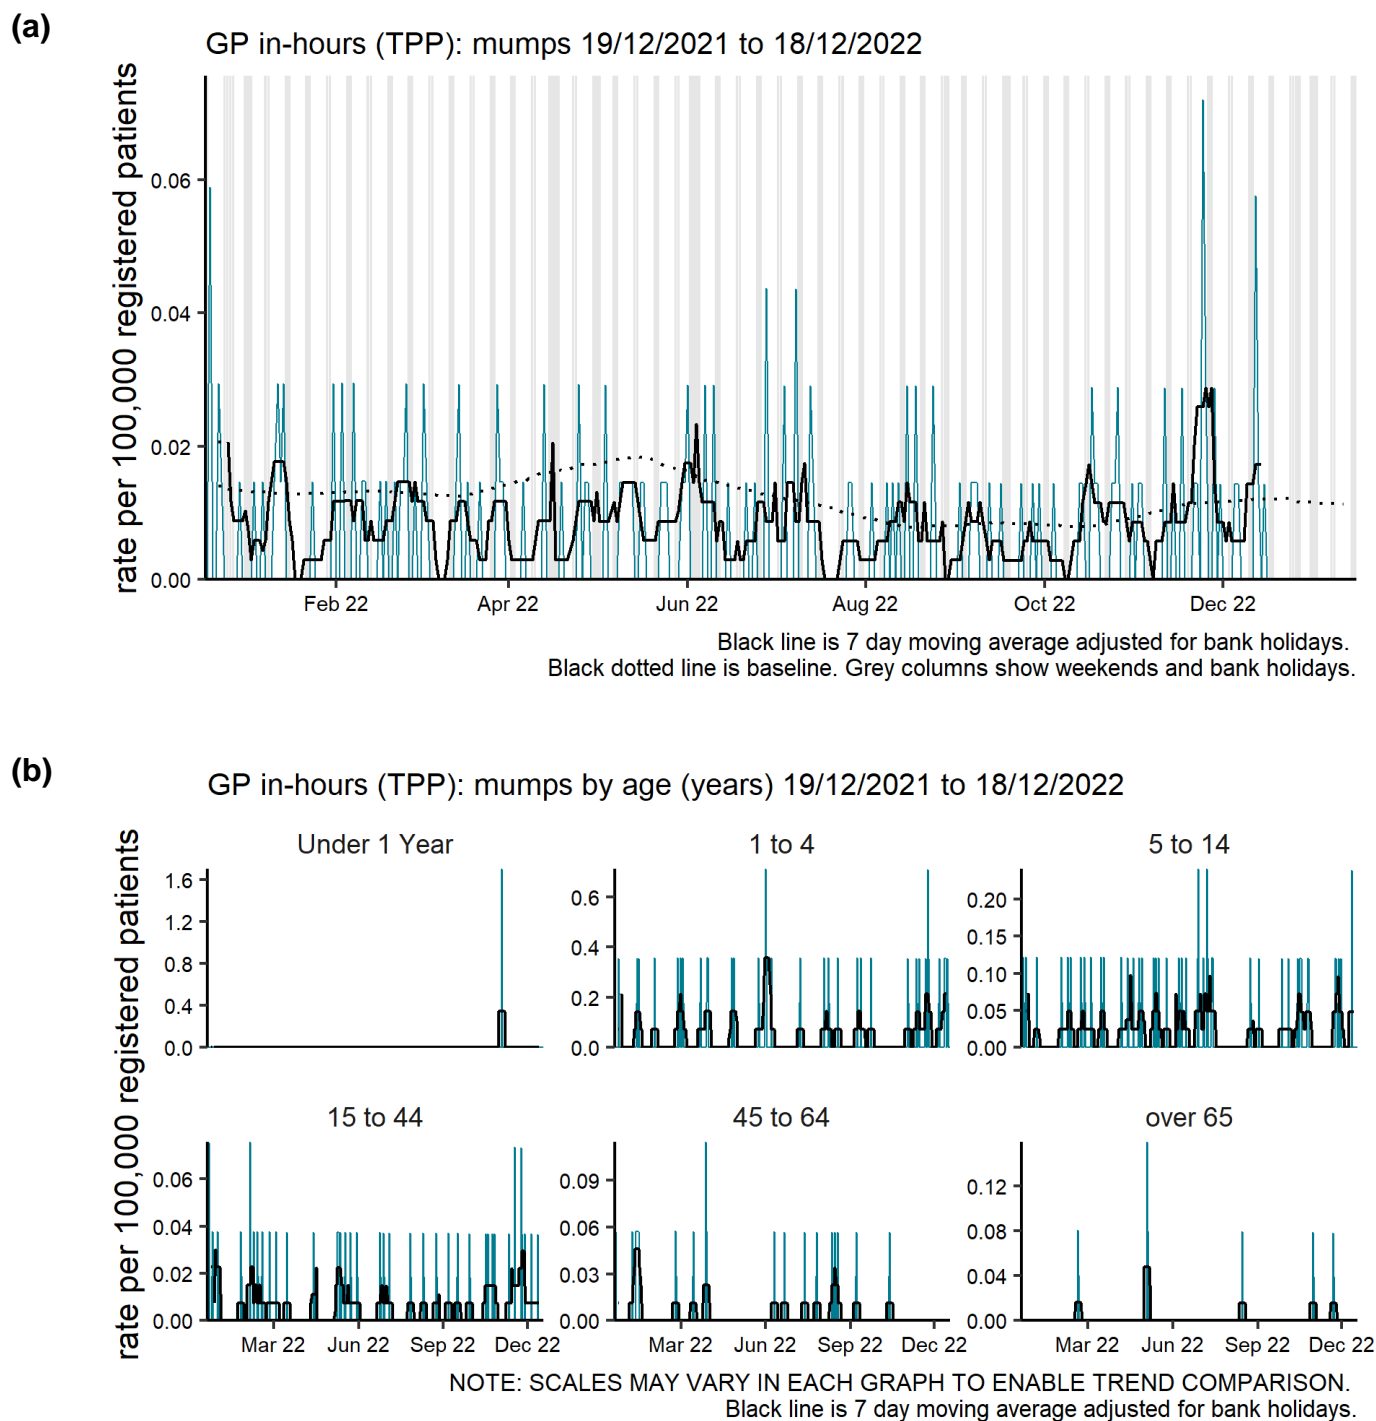 (a)
GP in-hours (TPP): mumps 19/12/2021 to 18/12/2022
rate per 100,000 registered patients
0.06
0.04
0.02
0.00
Feb 22
Apr 22
Jun 22
Aug 22
Oct 22
Dec 22
Black line is 7 day moving average adjusted for bank holidays.
Black dotted line is baseline. Grey columns show weekends and bank holidays.
(b)
GP in-hours (TPP): mumps by age (years) 19/12/2021 to 18/12/2022
rate per 100,000 registered patients
Under 1 Year
1.6
1.2
0.8
0.4
0.0
1 to 4
0.6
0.4
0.2
0.0
5 to 14
0.20
0.15
0.10
0.05
0.00
15 to 44
0.06
0.04
0.02
0.00
Mar 22
Jun 22
Sep 22
Dec 22
45 to 64
0.09
0.06
0.03
0.00
Mar 22
Jun 22
Sep 22
Dec 22
over 65
0.12
0.08
0.04
0.00
Mar 22
Jun 22
Sep 22
Dec 22
NOTE: SCALES MAY VARY IN EACH GRAPH TO ENABLE TREND COMPARISON.
Black line is 7 day moving average adjusted for bank holidays.